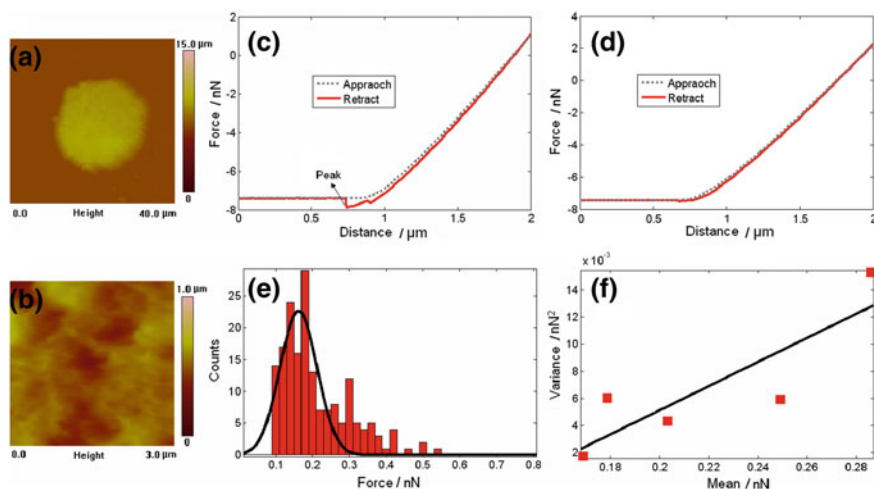 (a)
15.0 μm
0
0.0 Height 40.0 μm
(c)
2
0
-2
-4
-6
-8
Force / nN
Appraoch
Retract
Peak
0 0.5 1 1.5 2
Distance / μm
(d)
4
2
0
-2
-4
-6
-8
Force / nN
Appraoch
Retract
0 0.5 1 1.5 2
Distance / μm
(b)
1.0 μm
0
0.0 Height 3.0 μm
(e)
25
20
15
10
5
0
Counts
0.1 0.2 0.3 0.4 0.5 0.6 0.7 0.8
Force / nN
(f)
x 10⁻³
14
12
10
8
6
4
2
Variance / nN²
0.18 0.2 0.22 0.24 0.26 0.28
Mean / nN